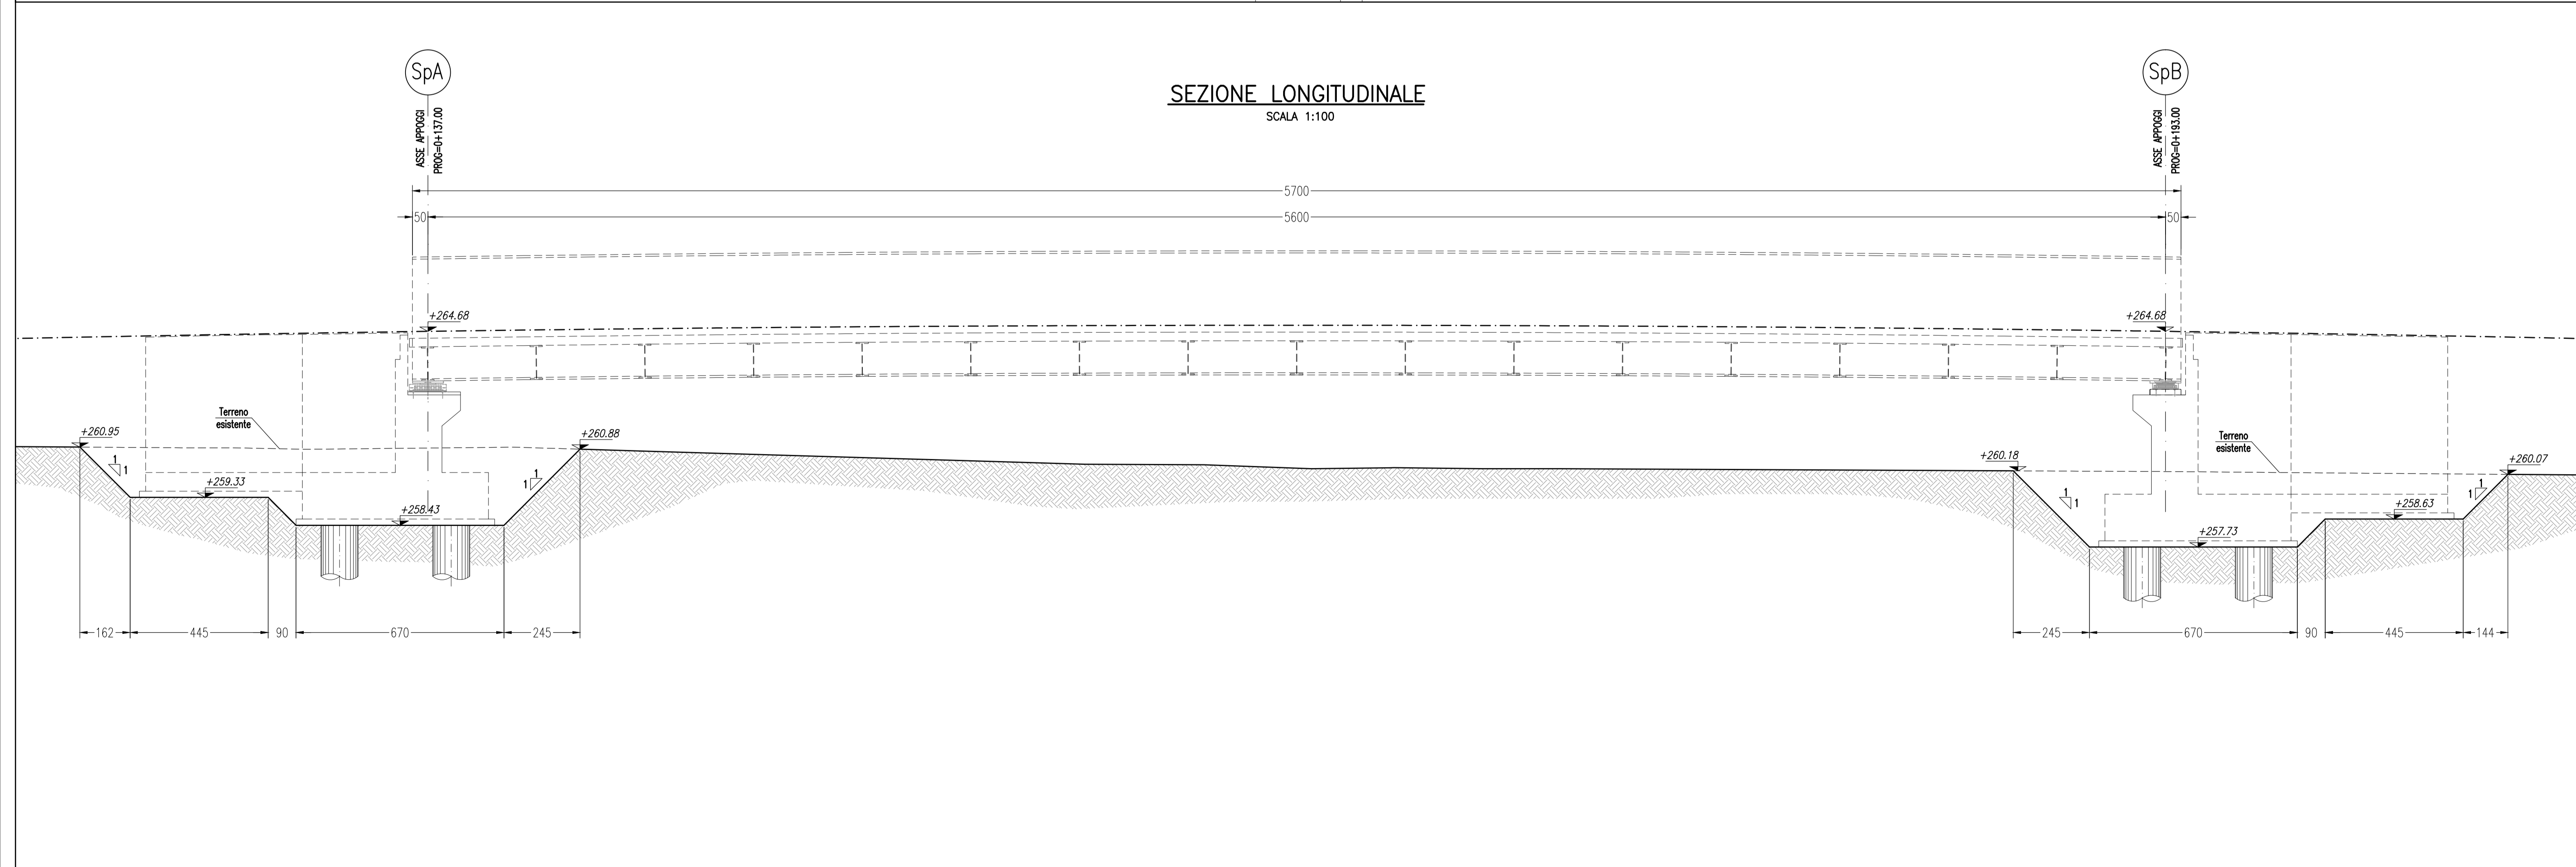 SpA
SpB
SEZIONE LONGITUDINALE
SCALA 1:100
ASSE APPOGGI
PROG=0+137.00
ASSE APPOGGI
PROG=0+193.00
5700
50
5600
50
+264.68
+264.68
Terreno
esistente
+260.95
+260.88
1
1
1
1
+259.33
+258.43
Terreno
esistente
+260.18
+260.07
1
1
1
1
+258.63
+257.73
162
445
90
670
245
245
670
90
445
144